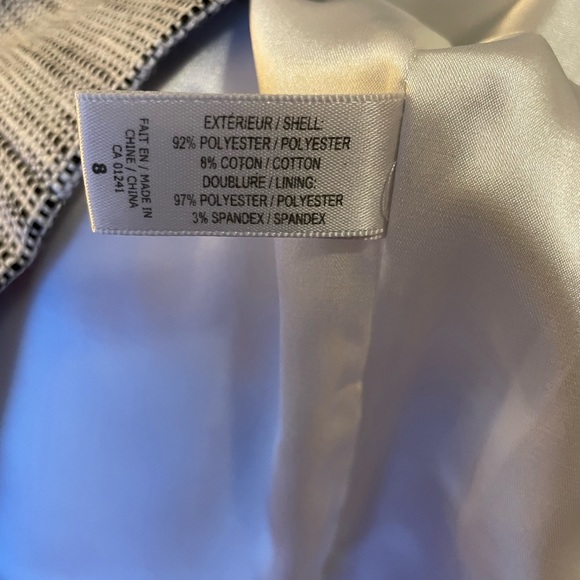 EXTÉRIEUR / SHELL:
92% POLYESTER / POLYESTER
8% COTON / COTTON
DOUBLURE / LINING:
97% POLYESTER / POLYESTER
3% SPANDEX / SPANDEX
FAIT EN / MADE IN
CHINE / CHINA
CA 01241
8